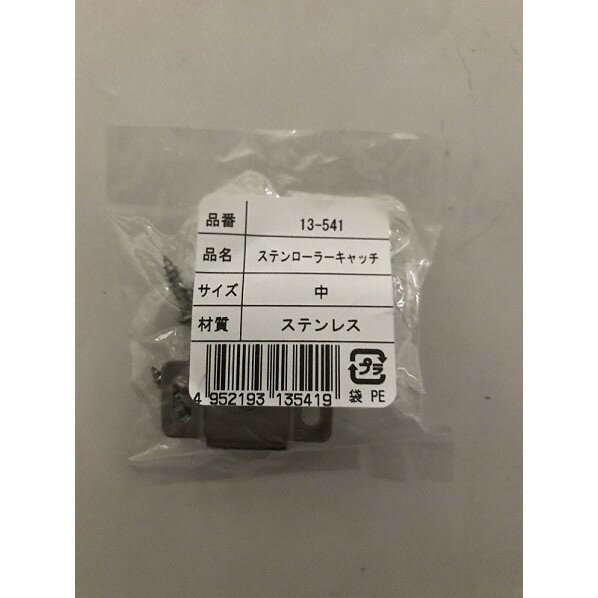 品番 13-541
品名 ステンローラーキャッチ
サイズ 中
材質 ステンレス
プラ
4 952193 135419
袋 PE